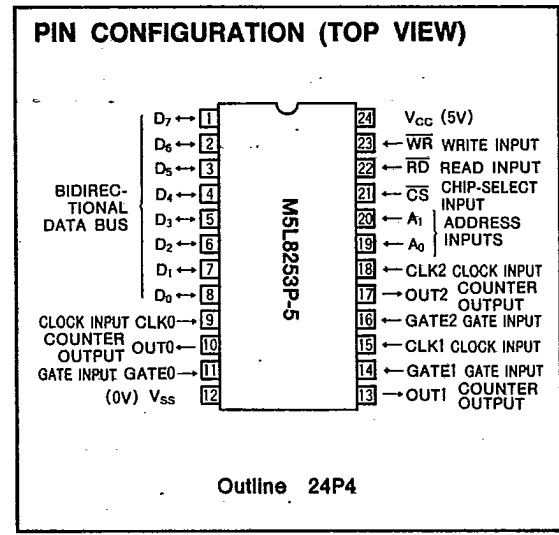 PIN CONFIGURATION (TOP VIEW)
D₇ ↔ 1
D₆ ↔ 2
D₅ ↔ 3
D₄ ↔ 4
D₃ ↔ 5
D₂ ↔ 6
D₁ ↔ 7
D₀ ↔ 8
BIDIREC-
TIONAL
DATA BUS
CLOCK INPUT CLK0→ 9
COUNTER
OUTPUT OUT0← 10
GATE INPUT GATE0→ 11
(0V) VSS 12
M5L8253P-5
24 VCC (5V)
23 ← W̅R̅ WRITE INPUT
22 ← R̅D̅ READ INPUT
21 ← C̅S̅ CHIP-SELECT
INPUT
20 ← A₁
19 ← A₀
ADDRESS
INPUTS
18 ← CLK2 CLOCK INPUT
17 → OUT2 COUNTER
OUTPUT
16 ← GATE2 GATE INPUT
15 ← CLK1 CLOCK INPUT
14 ← GATE1 GATE INPUT
13 → OUT1 COUNTER
OUTPUT
Outline 24P4